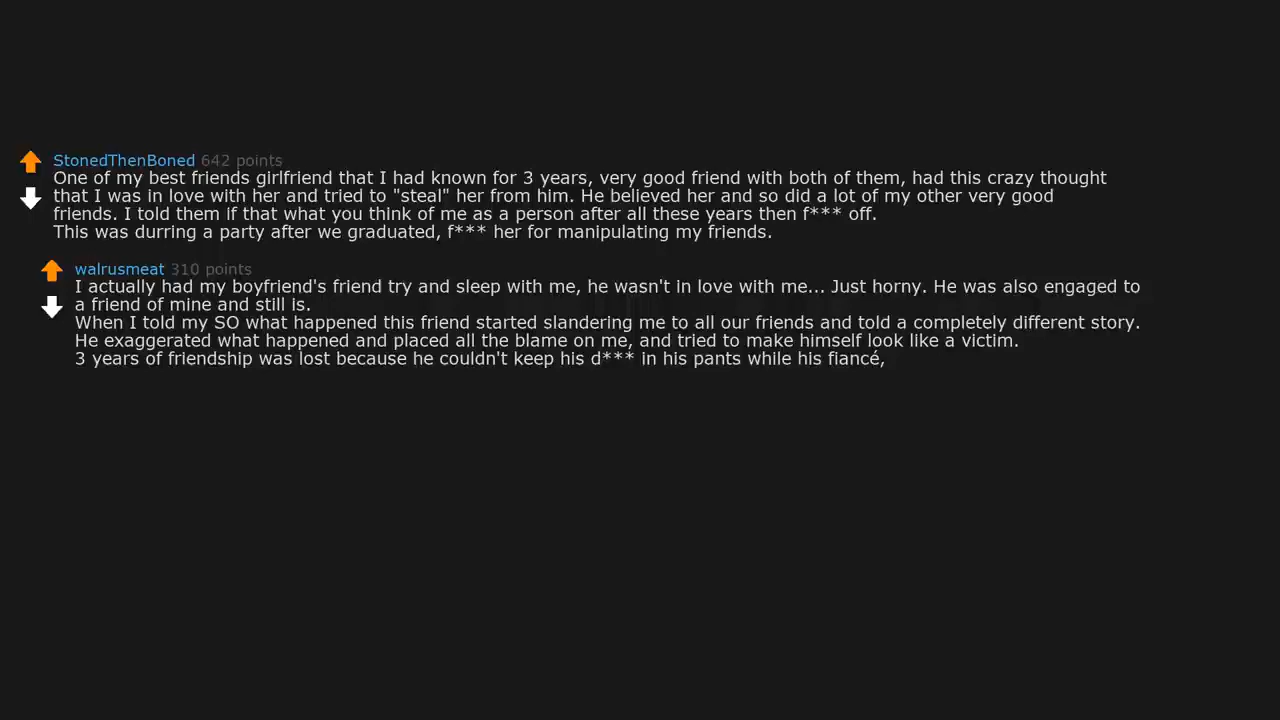 StonedThenBoned 642 points
One of my best friends girlfriend that I had known for 3 years, very good friend with both of them, had this crazy thought
that I was in love with her and tried to "steal" her from him. He believed her and so did a lot of my other very good
friends. I told them if that what you think of me as a person after all these years then f*** off.
This was durring a party after we graduated, f*** her for manipulating my friends.
walrusmeat 310 points
I actually had my boyfriend's friend try and sleep with me, he wasn't in love with me... Just horny. He was also engaged to
a friend of mine and still is.
When I told my SO what happened this friend started slandering me to all our friends and told a completely different story.
He exaggerated what happened and placed all the blame on me, and tried to make himself look like a victim.
3 years of friendship was lost because he couldn't keep his d*** in his pants while his fiancé,